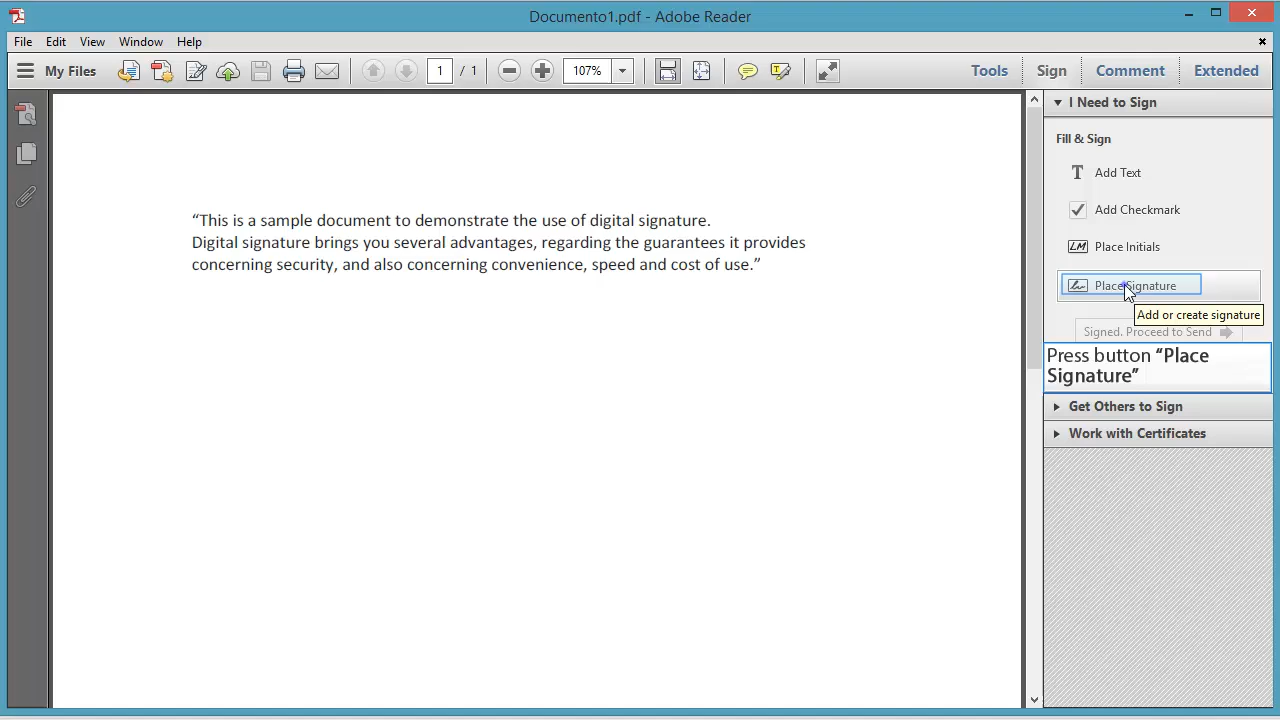 Documento1.pdf - Adobe Reader
File Edit View Window Help
My Files 1 / 1 107% Tools Sign Comment Extended
I Need to Sign
Fill & Sign
Add Text
Add Checkmark
LM Place Initials
Place Signature
Add or create signature
Signed. Proceed to Send
Press button “Place
Signature”
Get Others to Sign
Work with Certificates
“This is a sample document to demonstrate the use of digital signature.
Digital signature brings you several advantages, regarding the guarantees it provides
concerning security, and also concerning convenience, speed and cost of use.”